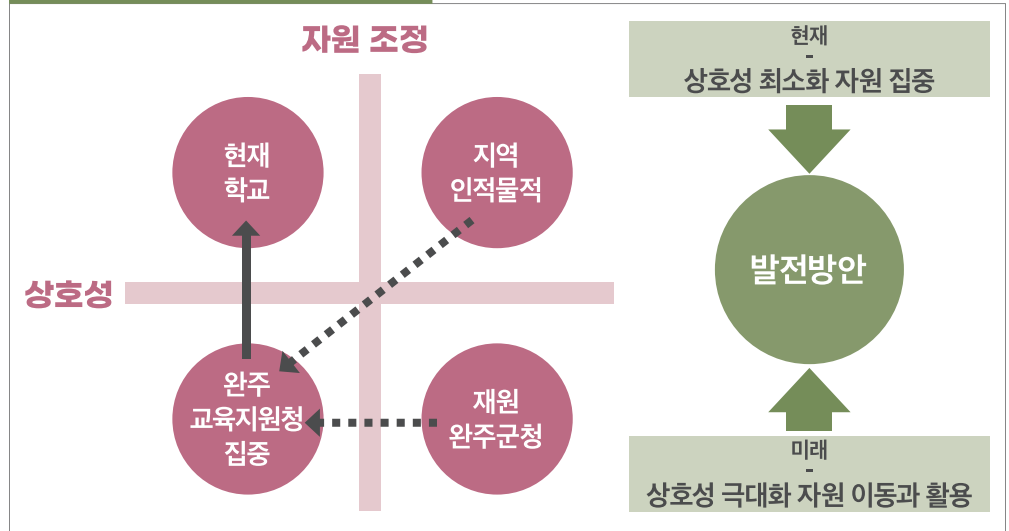 자원 조정
상호성
현재
학교
지역
인적물적
완주
교육지원청
집중
재원
완주군청
현재
-
상호성 최소화 자원 집중
발전방안
미래
-
상호성 극대화 자원 이동과 활용